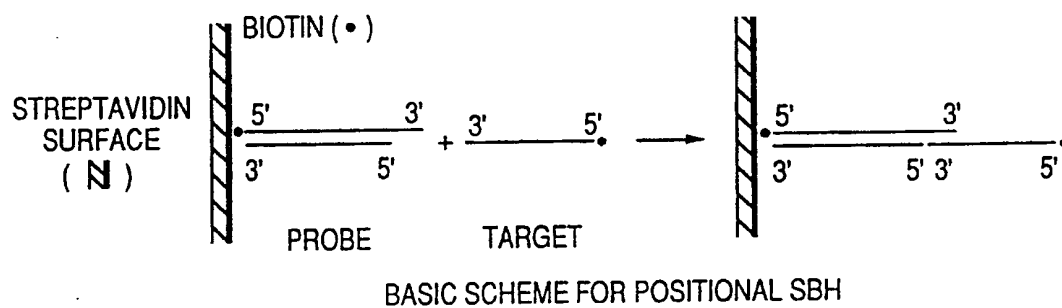 BIOTIN (•)
STREPTAVIDIN
SURFACE
( )
5' 3' 3' 5' 5' 3'
+
3' 5' 3' 5' 3' 5'
PROBE TARGET
BASIC SCHEME FOR POSITIONAL SBH